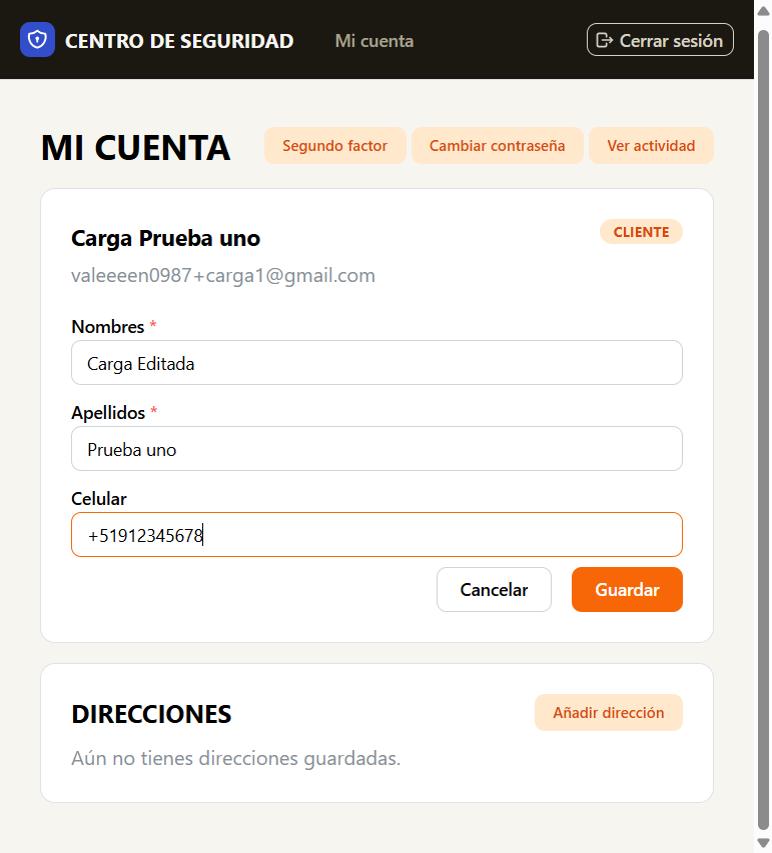 CENTRO DE SEGURIDAD Mi cuenta Cerrar sesión
MI CUENTA Segundo factor Cambiar contraseña Ver actividad
Carga Prueba uno CLIENTE
valeeeen0987+carga1@gmail.com
Nombres *
Carga Editada
Apellidos *
Prueba uno
Celular
+51912345678
Cancelar Guardar
DIRECCIONES Añadir dirección
Aún no tienes direcciones guardadas.